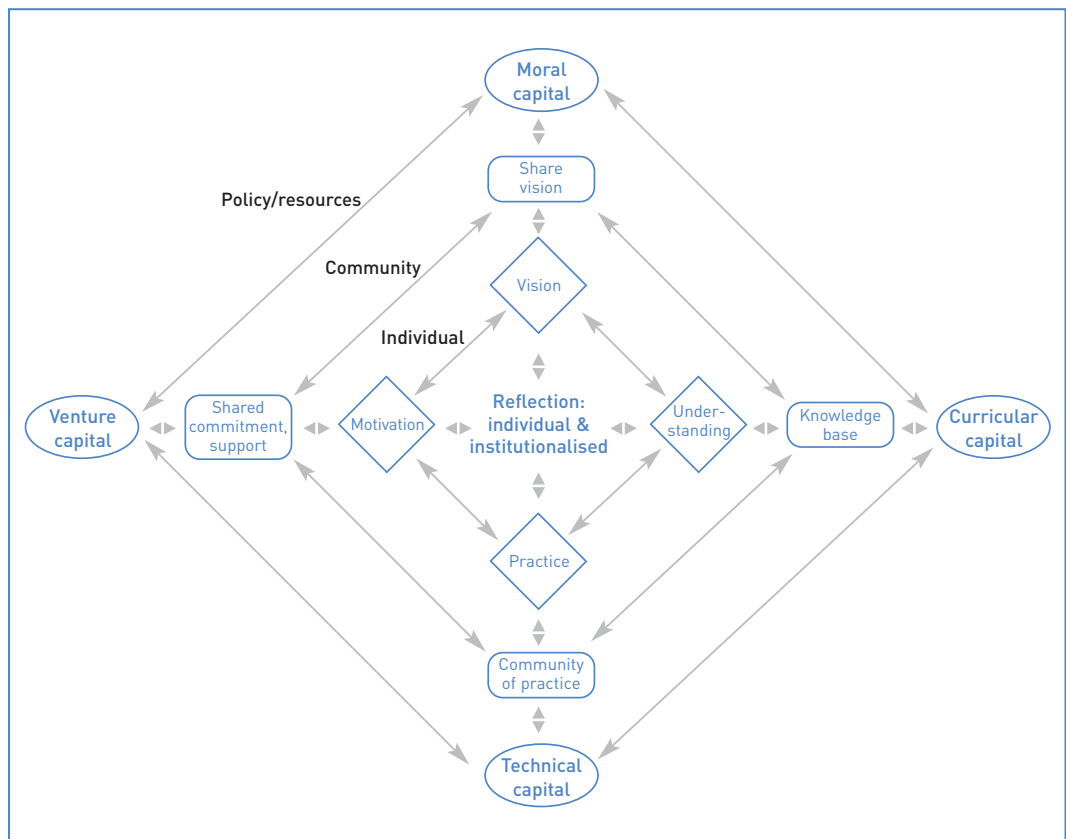 Moral
capital
Share
vision
Policy/resources
Community
Vision
Individual
Venture
capital
Shared
commitment,
support
Motivation
Reflection:
individual &
institutionalised
Under-
standing
Knowledge
base
Curricular
capital
Practice
Community
of practice
Technical
capital